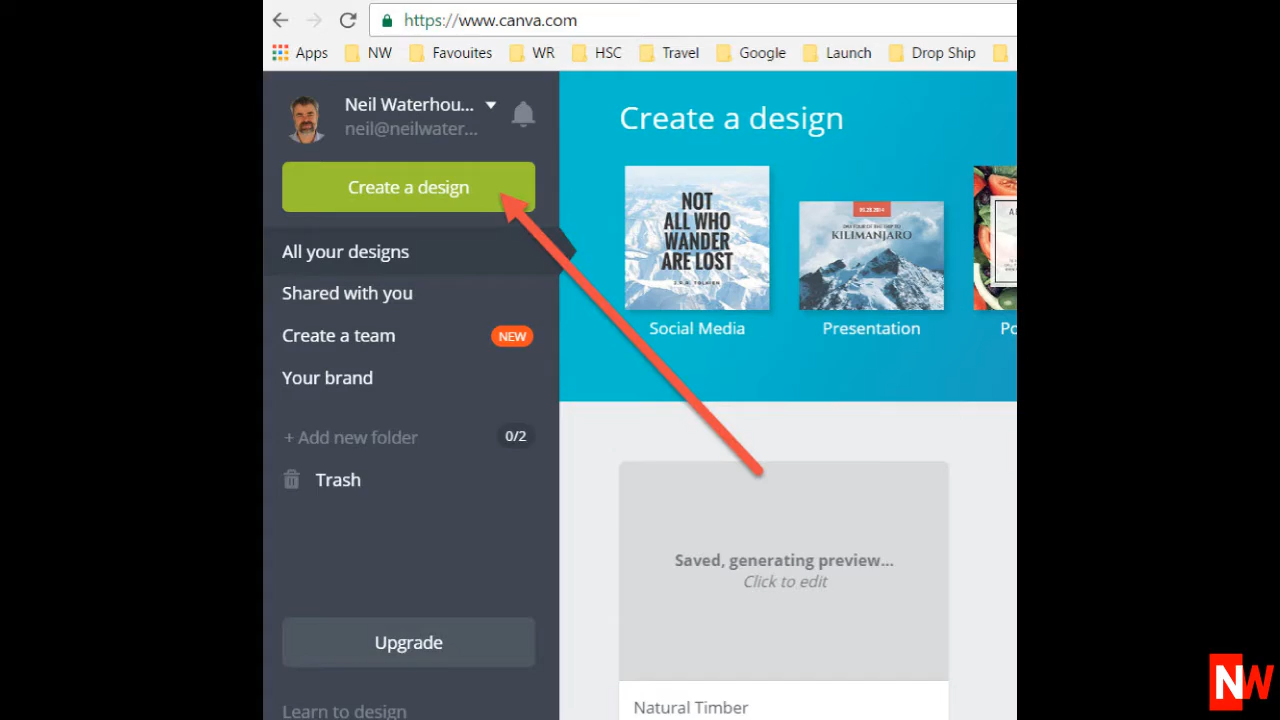 https://www.canva.com
Apps NW Favouites WR HSC Travel Google Launch Drop Ship
Neil Waterhou...
neil@neilwater...
Create a design
All your designs
Shared with you
Create a team NEW
Your brand
+ Add new folder 0/2
Trash
Upgrade
Learn to design
Create a design
NOT
ALL WHO
WANDER
ARE LOST
J.R.R. TOLKIEN
Social Media
KILIMANJARO
Presentation
Po
Saved, generating preview...
Click to edit
Natural Timber
NW